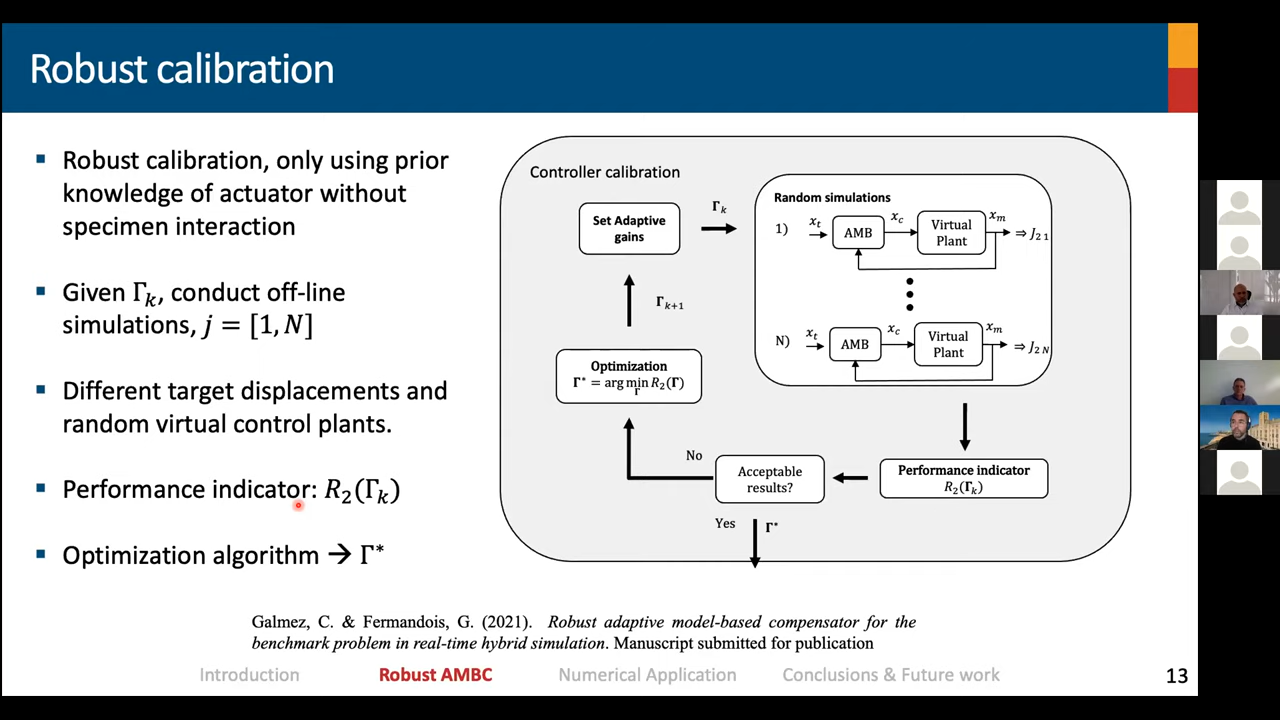 Robust calibration
Robust calibration, only using prior
knowledge of actuator without
specimen interaction
Given Γₖ, conduct off-line
simulations, j = [1, N]
Different target displacements and
random virtual control plants.
Performance indicator: R₂(Γₖ)
Optimization algorithm → Γ*
Controller calibration
Set Adaptive
gains
Γₖ
Random simulations
1)
xₜ
AMB
x_c
Virtual
Plant
xₘ
⇒ J₂ ₁
N)
xₜ
AMB
x_c
Virtual
Plant
xₘ
⇒ J₂ N
Γₖ₊₁
Optimization
Γ* = arg min R₂(Γ)
Γ
No
Acceptable
results?
Performance indicator
R₂(Γₖ)
Yes
Γ*
Galmez, C. & Fermandois, G. (2021). Robust adaptive model-based compensator for the
benchmark problem in real-time hybrid simulation. Manuscript submitted for publication
Introduction Robust AMBC Numerical Application Conclusions & Future work 13